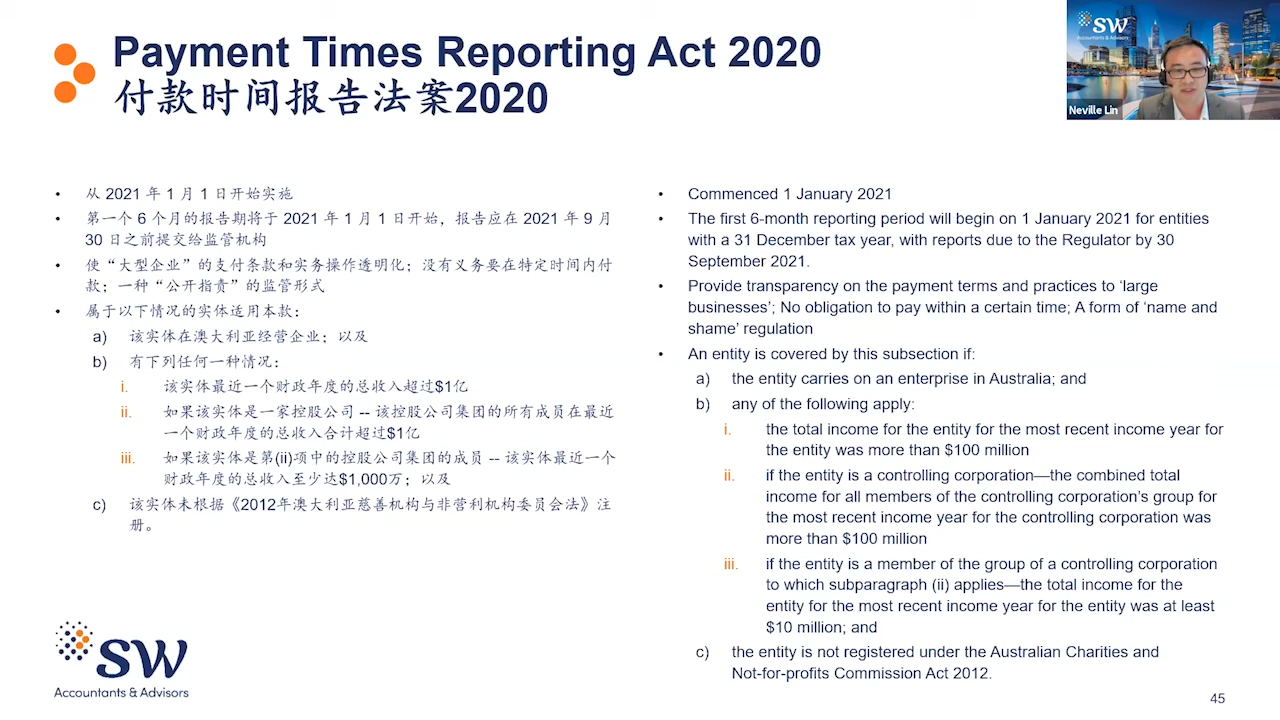 Payment Times Reporting Act 2020
付款时间报告法案2020
SW
Accountants & Advisors
Neville Lin
• 从 2021 年 1 月 1 日开始实施
• 第一个 6 个月的报告期将于 2021 年 1 月 1 日开始，报告应在 2021 年 9 月
30 日之前提交给监管机构
• 使“大型企业”的支付条款和实务操作透明化；没有义务要在特定时间内付
款；一种“公开指责”的监管形式
• 属于以下情况的实体适用本款：
a) 该实体在澳大利亚经营企业；以及
b) 有下列任何一种情况：
i. 该实体最近一个财政年度的总收入超过$1亿
ii. 如果该实体是一家控股公司 -- 该控股公司集团的所有成员在最近
一个财政年度的总收入合计超过$1亿
iii. 如果该实体是第(ii)项中的控股公司集团的成员 -- 该实体最近一个
财政年度的总收入至少达$1,000万；以及
c) 该实体未根据《2012年澳大利亚慈善机构与非营利机构委员会法》注
册。
• Commenced 1 January 2021
• The first 6-month reporting period will begin on 1 January 2021 for entities
with a 31 December tax year, with reports due to the Regulator by 30
September 2021.
• Provide transparency on the payment terms and practices to ‘large
businesses’; No obligation to pay within a certain time; A form of ‘name and
shame’ regulation
• An entity is covered by this subsection if:
a) the entity carries on an enterprise in Australia; and
b) any of the following apply:
i. the total income for the entity for the most recent income year for
the entity was more than $100 million
ii. if the entity is a controlling corporation—the combined total
income for all members of the controlling corporation’s group for
the most recent income year for the controlling corporation was
more than $100 million
iii. if the entity is a member of the group of a controlling corporation
to which subparagraph (ii) applies—the total income for the
entity for the most recent income year for the entity was at least
$10 million; and
c) the entity is not registered under the Australian Charities and
Not-for-profits Commission Act 2012.
SW
Accountants & Advisors
45